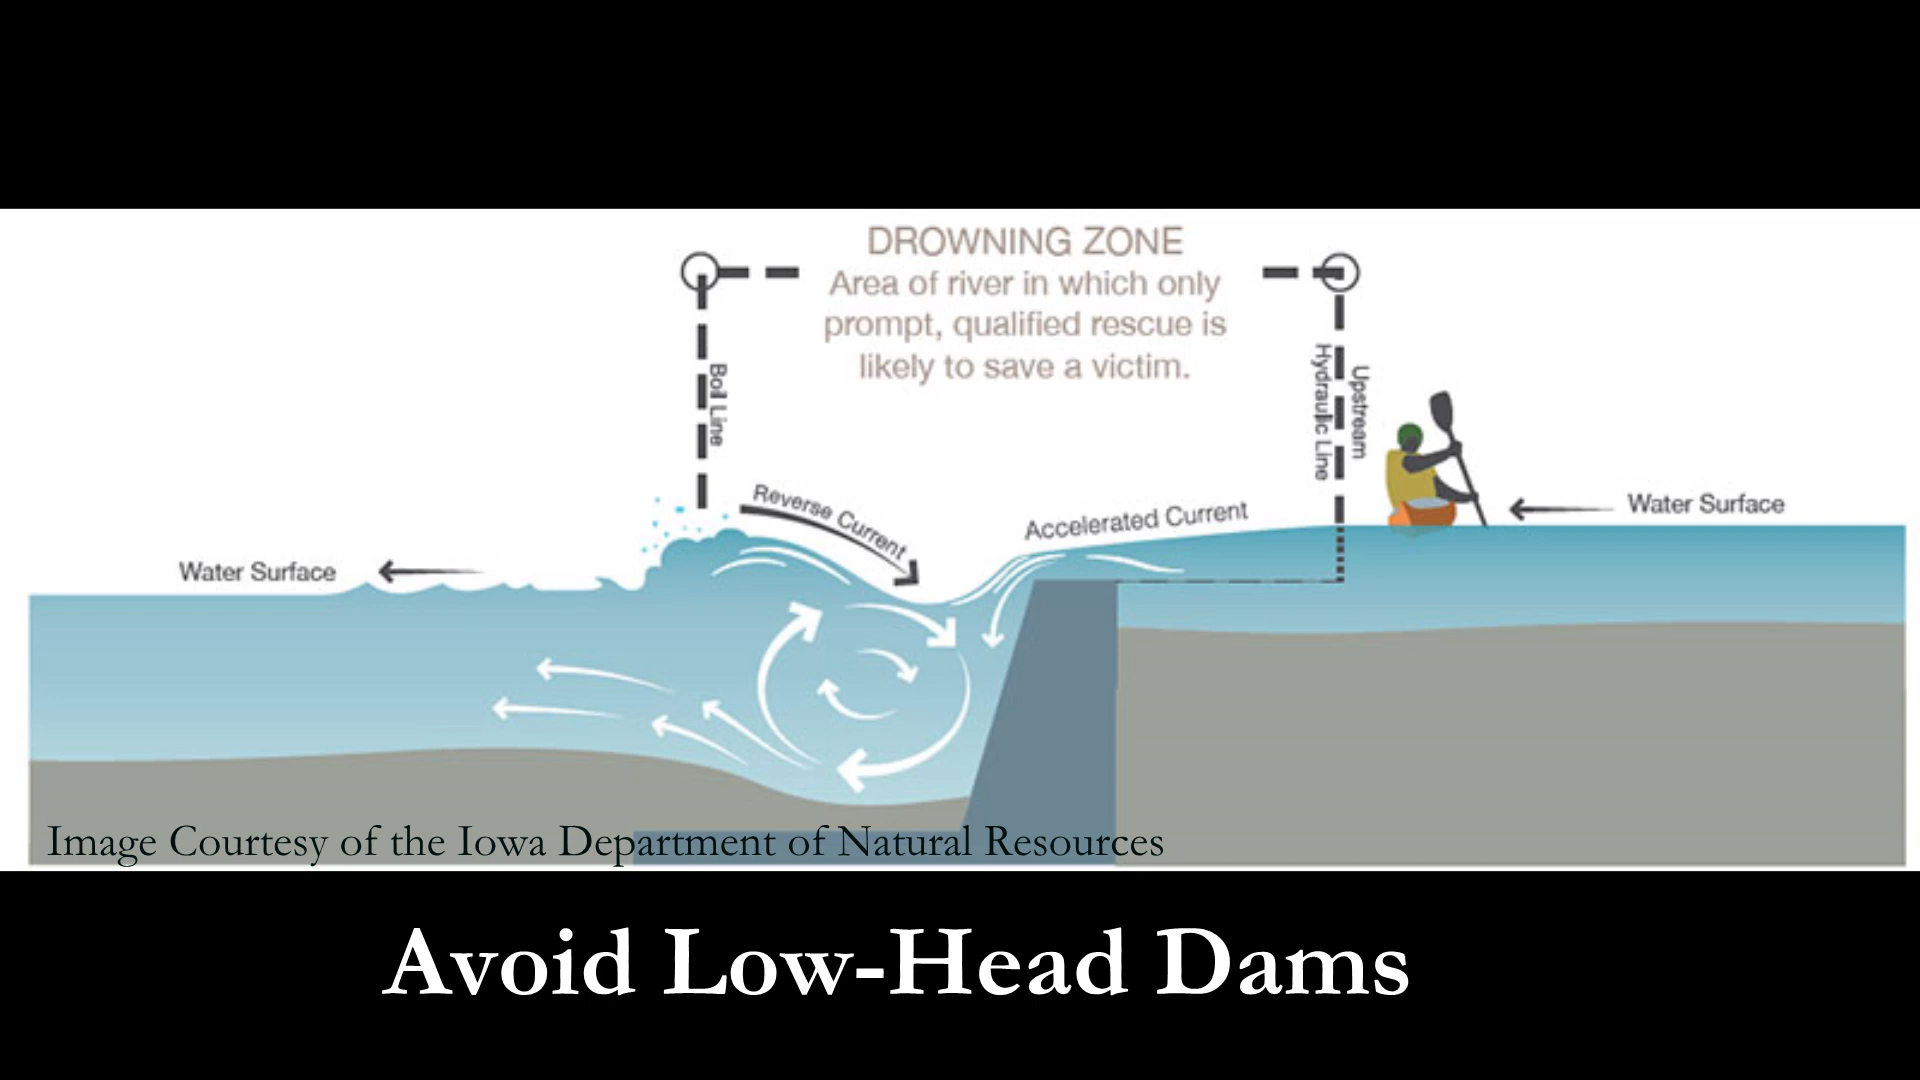 DROWNING ZONE
Area of river in which only
prompt, qualified rescue is
likely to save a victim.
Boil Line
Upstream
Hydraulic Line
Reverse Current
Accelerated Current
Water Surface
Water Surface
Image Courtesy of the Iowa Department of Natural Resources
Avoid Low-Head Dams